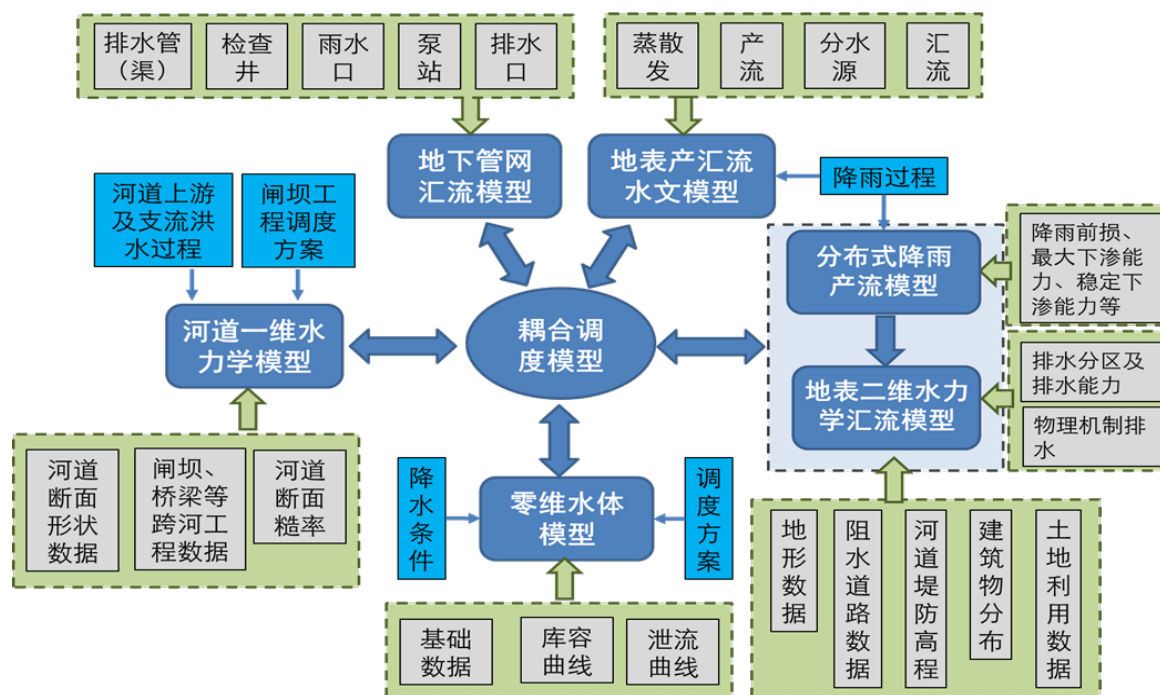 排水管
（渠）
检查
井
雨水
口
泵
站
排水
口
蒸散
发
产
流
分水
源
汇
流
地下管网
汇流模型
地表产汇流
水文模型
降雨过程
河道上游
及支流洪
水过程
闸坝工
程调度
方案
分布式降雨
产流模型
降雨前损、
最大下渗能
力、稳定下
渗能力等
河道一维水
力学模型
耦合调
度模型
地表二维水力
学汇流模型
排水分区及
排水能力
物理机制排
水
河道
断面
形状
数据
闸坝、
桥梁等
跨河工
程数据
河道
断面
糙率
降
水
条
件
零维水体
模型
调
度
方
案
地
形
数
据
阻
水
道
路
数
据
河
道
堤
防
高
程
建
筑
物
分
布
土
地
利
用
数
据
基础
数据
库容
曲线
泄流
曲线